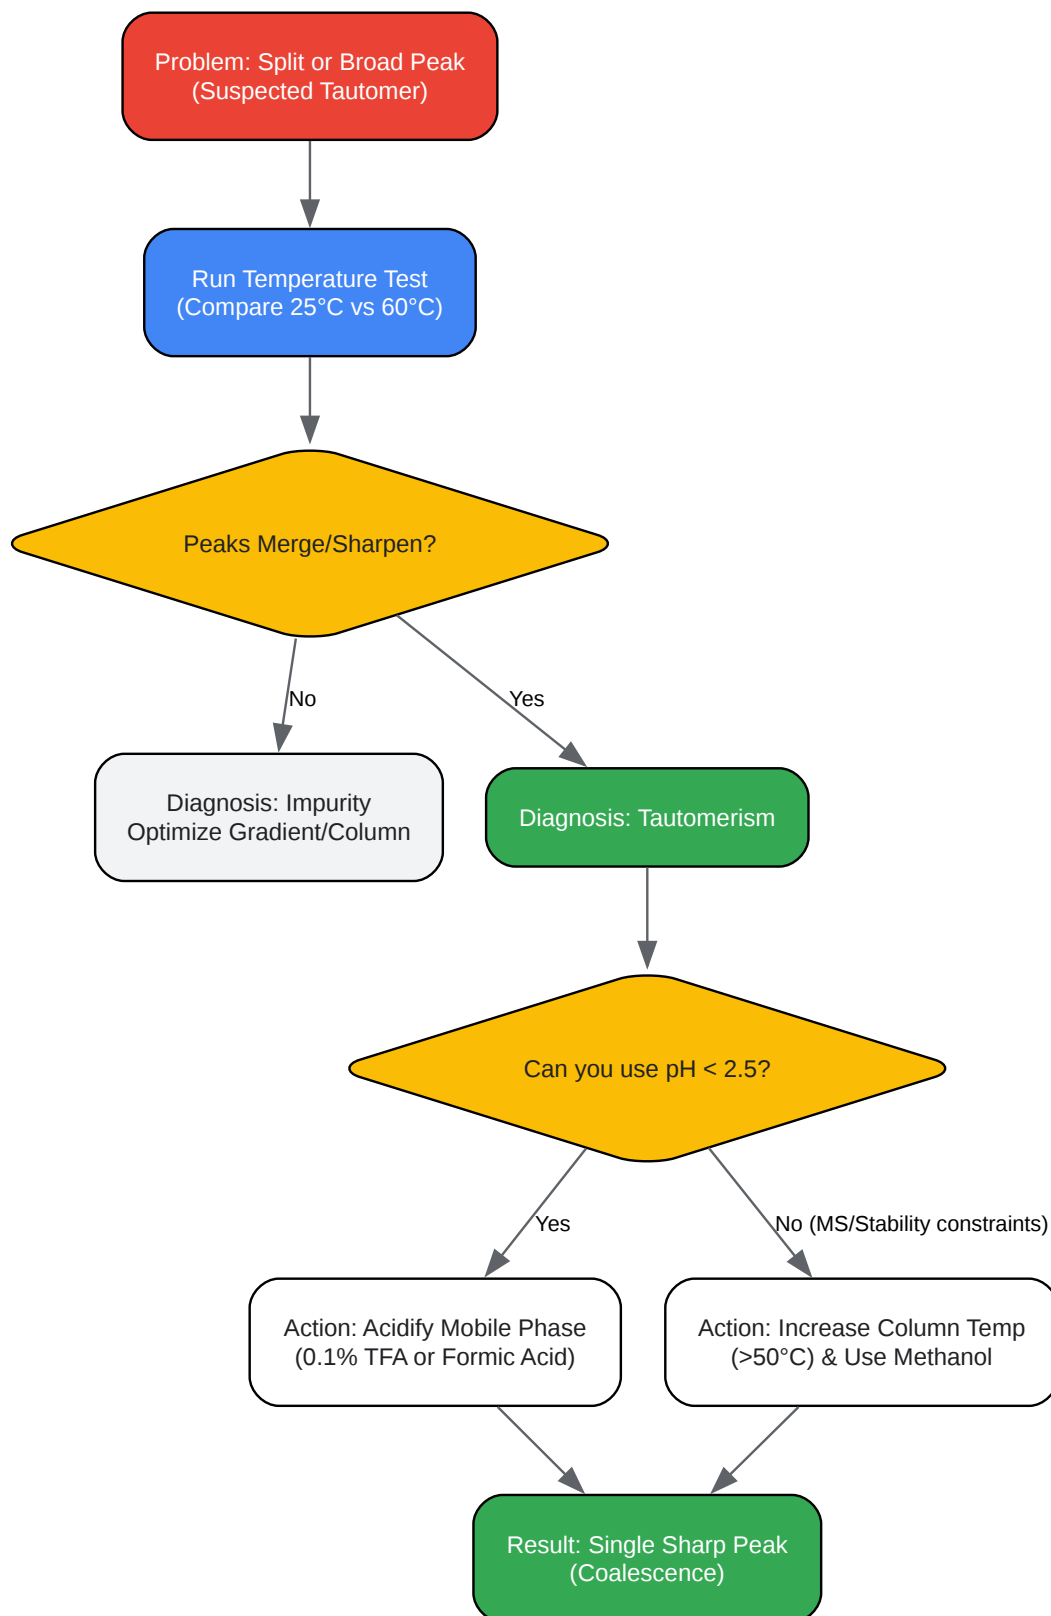 Problem: Split or Broad Peak
(Suspected Tautomer)
Run Temperature Test
(Compare 25°C vs 60°C)
Peaks Merge/Sharpen?
No
Yes
Diagnosis: Impurity
Optimize Gradient/Column
Diagnosis: Tautomerism
Can you use pH < 2.5?
Yes
No (MS/Stability constraints)
Action: Acidify Mobile Phase
(0.1% TFA or Formic Acid)
Action: Increase Column Temp
(>50°C) & Use Methanol
Result: Single Sharp Peak
(Coalescence)